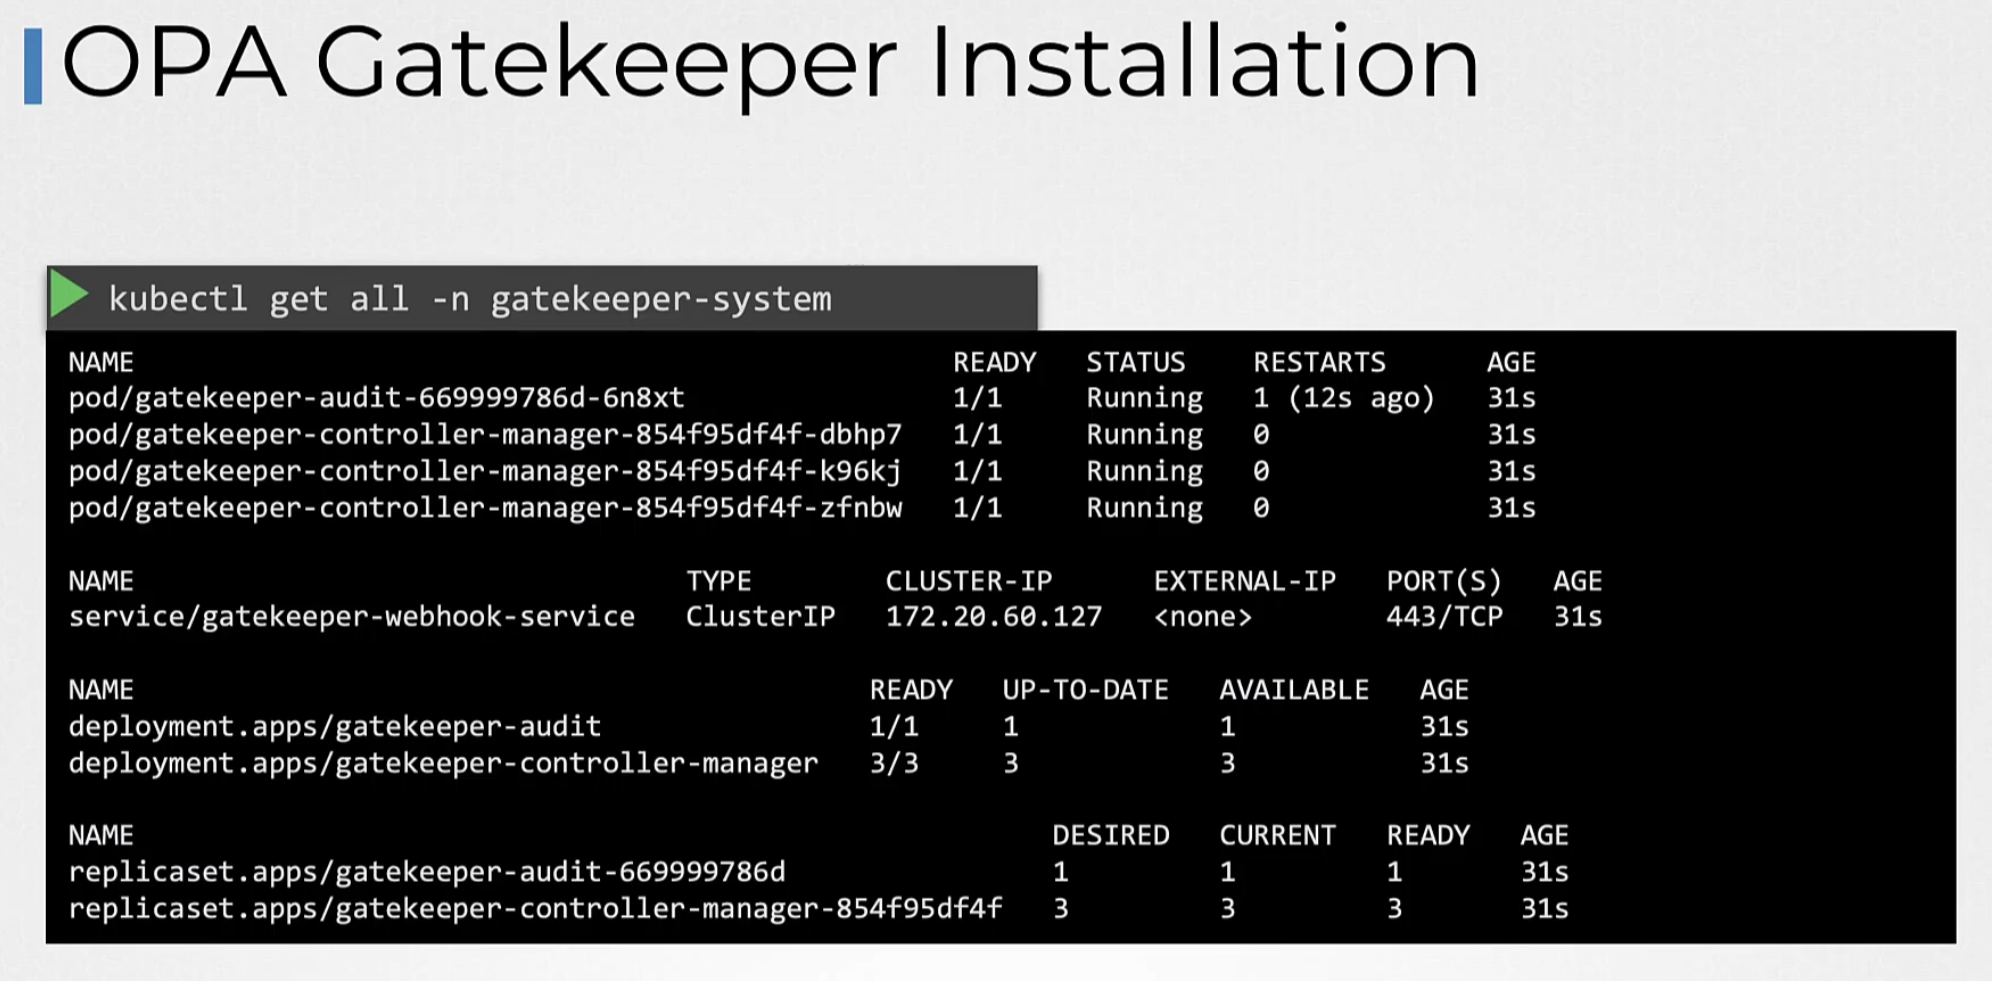 OPA Gatekeeper Installation
kubectl get all -n gatekeeper-system
NAME READY STATUS RESTARTS AGE
pod/gatekeeper-audit-669999786d-6n8xt 1/1 Running 1 (12s ago) 31s
pod/gatekeeper-controller-manager-854f95df4f-dbhp7 1/1 Running 0 31s
pod/gatekeeper-controller-manager-854f95df4f-k96kj 1/1 Running 0 31s
pod/gatekeeper-controller-manager-854f95df4f-zfnbw 1/1 Running 0 31s
NAME TYPE CLUSTER-IP EXTERNAL-IP PORT(S) AGE
service/gatekeeper-webhook-service ClusterIP 172.20.60.127 <none> 443/TCP 31s
NAME READY UP-TO-DATE AVAILABLE AGE
deployment.apps/gatekeeper-audit 1/1 1 1 31s
deployment.apps/gatekeeper-controller-manager 3/3 3 3 31s
NAME DESIRED CURRENT READY AGE
replicaset.apps/gatekeeper-audit-669999786d 1 1 1 31s
replicaset.apps/gatekeeper-controller-manager-854f95df4f 3 3 3 31s